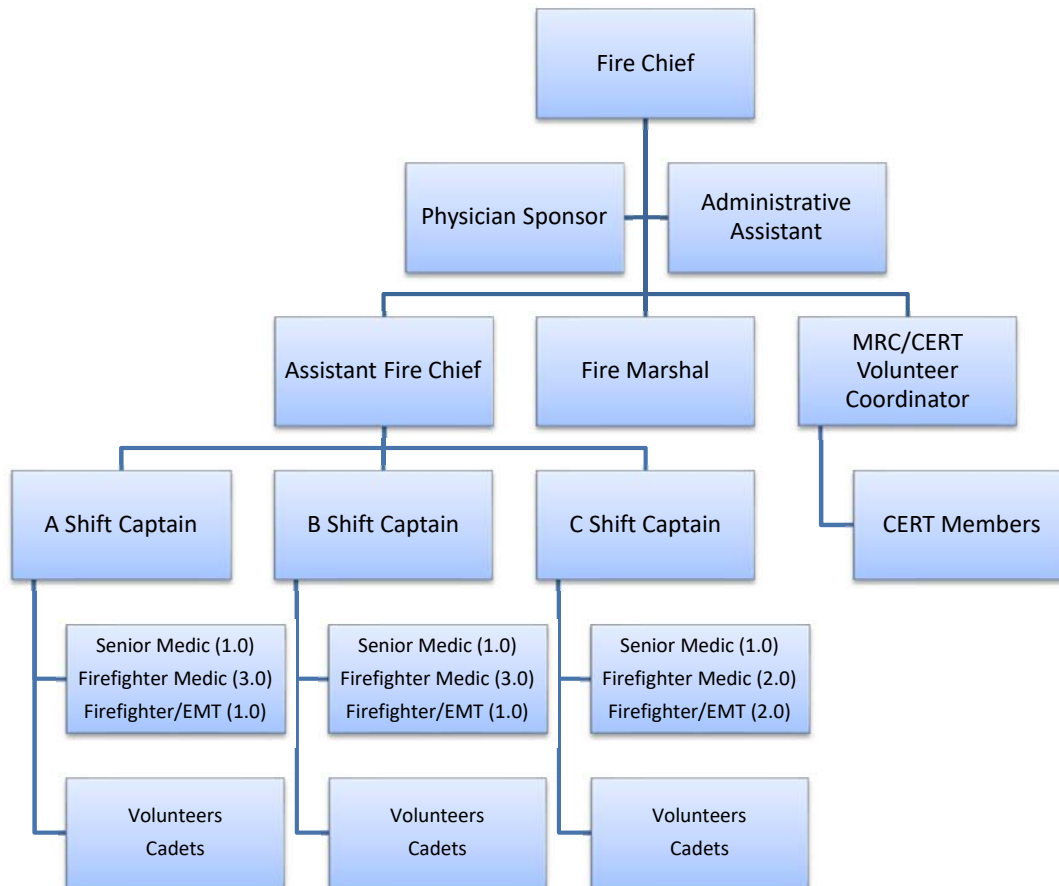 Fire Chief
Physician Sponsor
Administrative
Assistant
Assistant Fire Chief
Fire Marshal
MRC/CERT
Volunteer
Coordinator
A Shift Captain
B Shift Captain
C Shift Captain
CERT Members
Senior Medic (1.0)
Firefighter Medic (3.0)
Firefighter/EMT (1.0)
Senior Medic (1.0)
Firefighter Medic (3.0)
Firefighter/EMT (1.0)
Senior Medic (1.0)
Firefighter Medic (2.0)
Firefighter/EMT (2.0)
Volunteers
Cadets
Volunteers
Cadets
Volunteers
Cadets